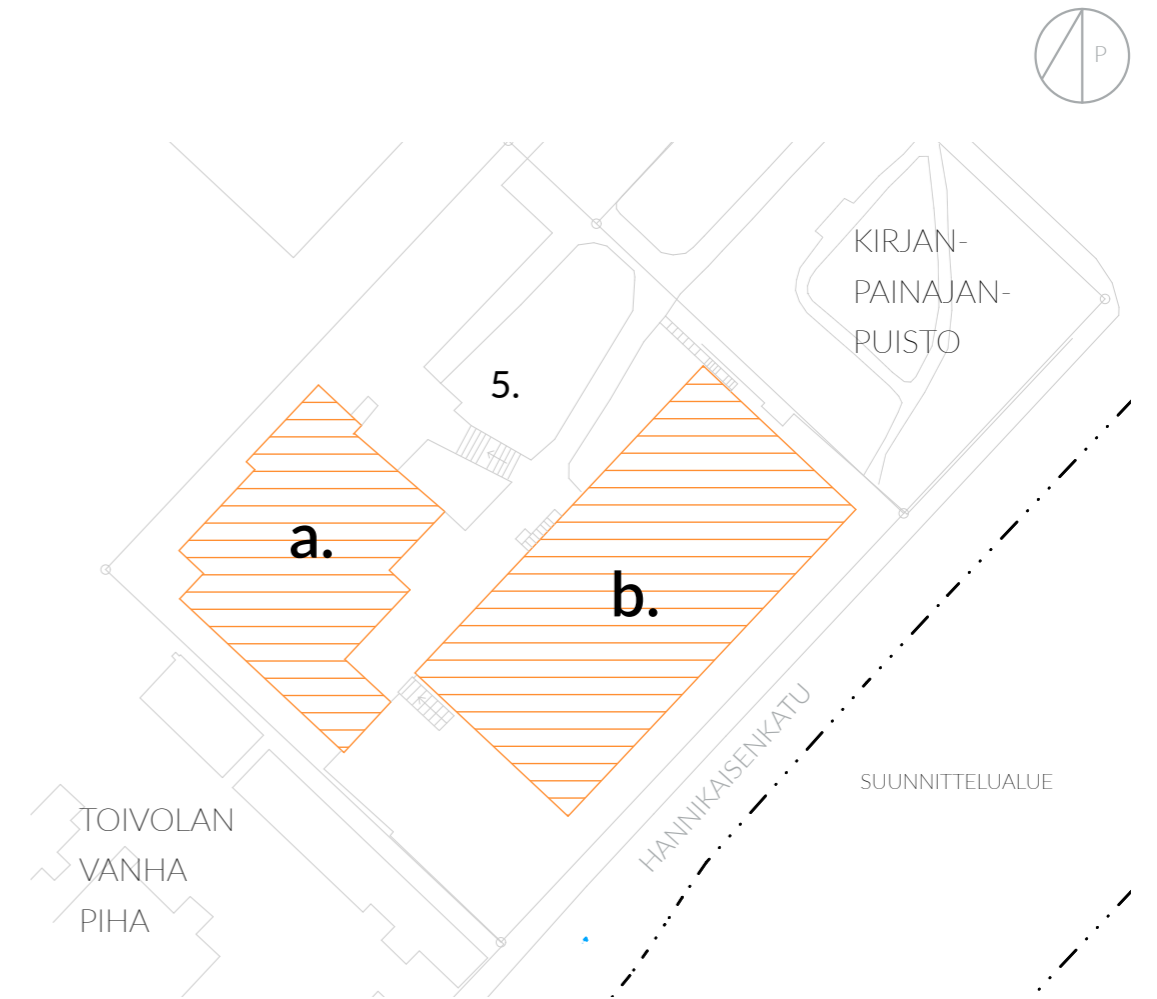 P
KIRJAN-
PAINAJAN-
PUISTO
5.
a.
b.
HANNIKAISENKATU
SUUNNITTELUALUE
TOIVOLAN
VANHA
PIHA